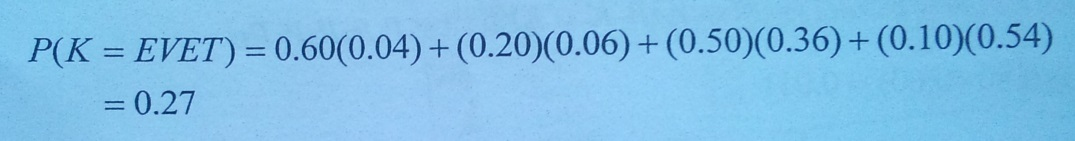 P(K = EVET) = 0.60(0.04) + (0.20)(0.06) + (0.50)(0.36) + (0.10)(0.54)
= 0.27